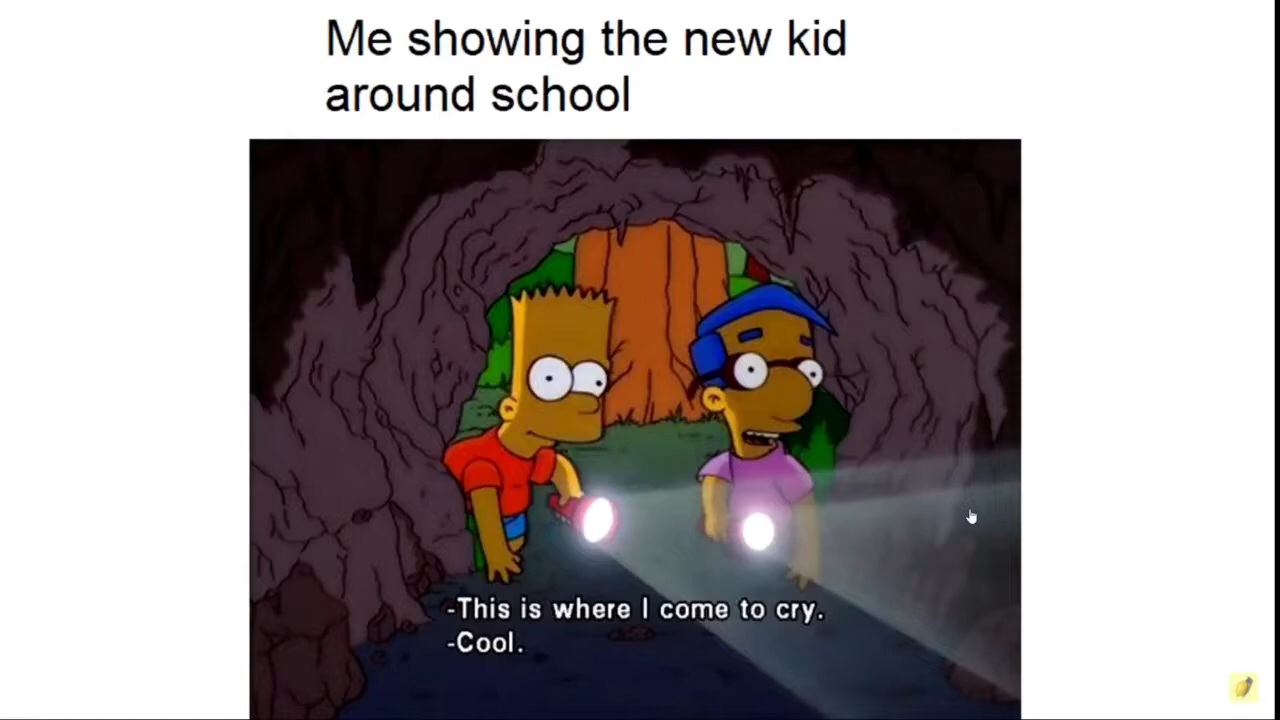 Me showing the new kid
around school
-This is where I come to cry.
-Cool.